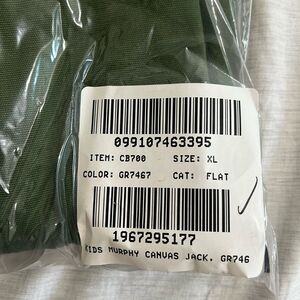 099107463395
ITEM: CB700 SIZE: XL
COLOR: GR7467 CAT: FLAT
1967295177
KIDS MURPHY CANVAS JACK, GR746